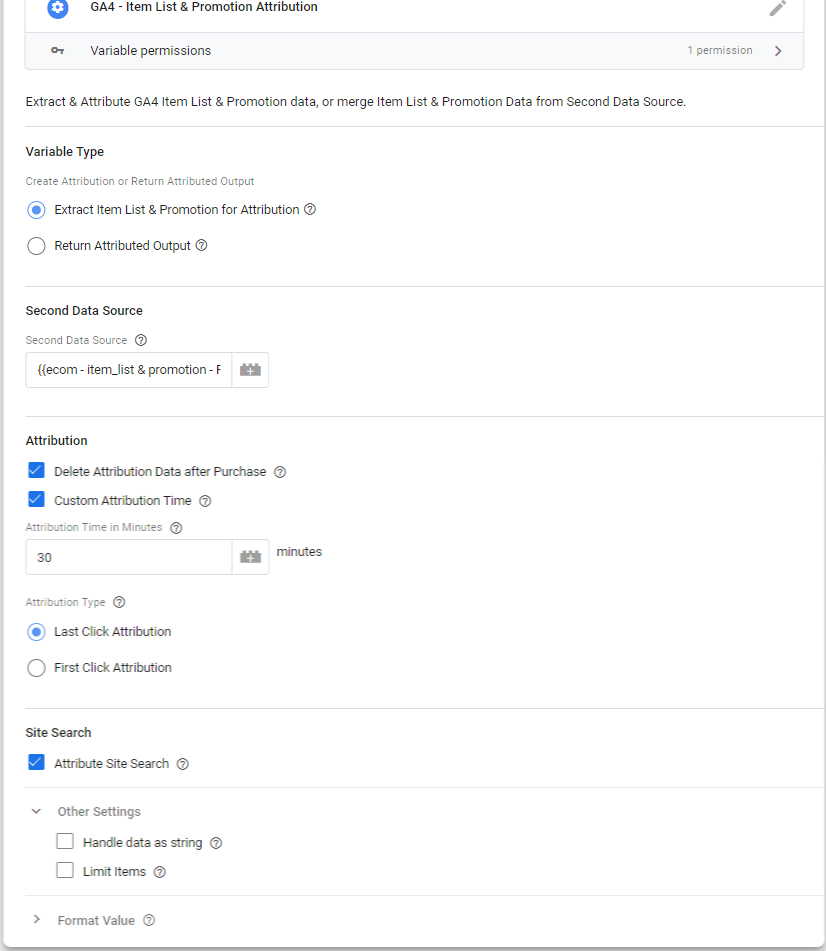 GA4 - Item List & Promotion Attribution
Variable permissions
1 permission
Extract & Attribute GA4 Item List & Promotion data, or merge Item List & Promotion Data from Second Data Source.
Variable Type
Create Attribution or Return Attributed Output
Extract Item List & Promotion for Attribution
Return Attributed Output
Second Data Source
Second Data Source
{{ecom - item_list & promotion - F
Attribution
Delete Attribution Data after Purchase
Custom Attribution Time
Attribution Time in Minutes
30
minutes
Attribution Type
Last Click Attribution
First Click Attribution
Site Search
Attribute Site Search
Other Settings
Handle data as string
Limit Items
Format Value